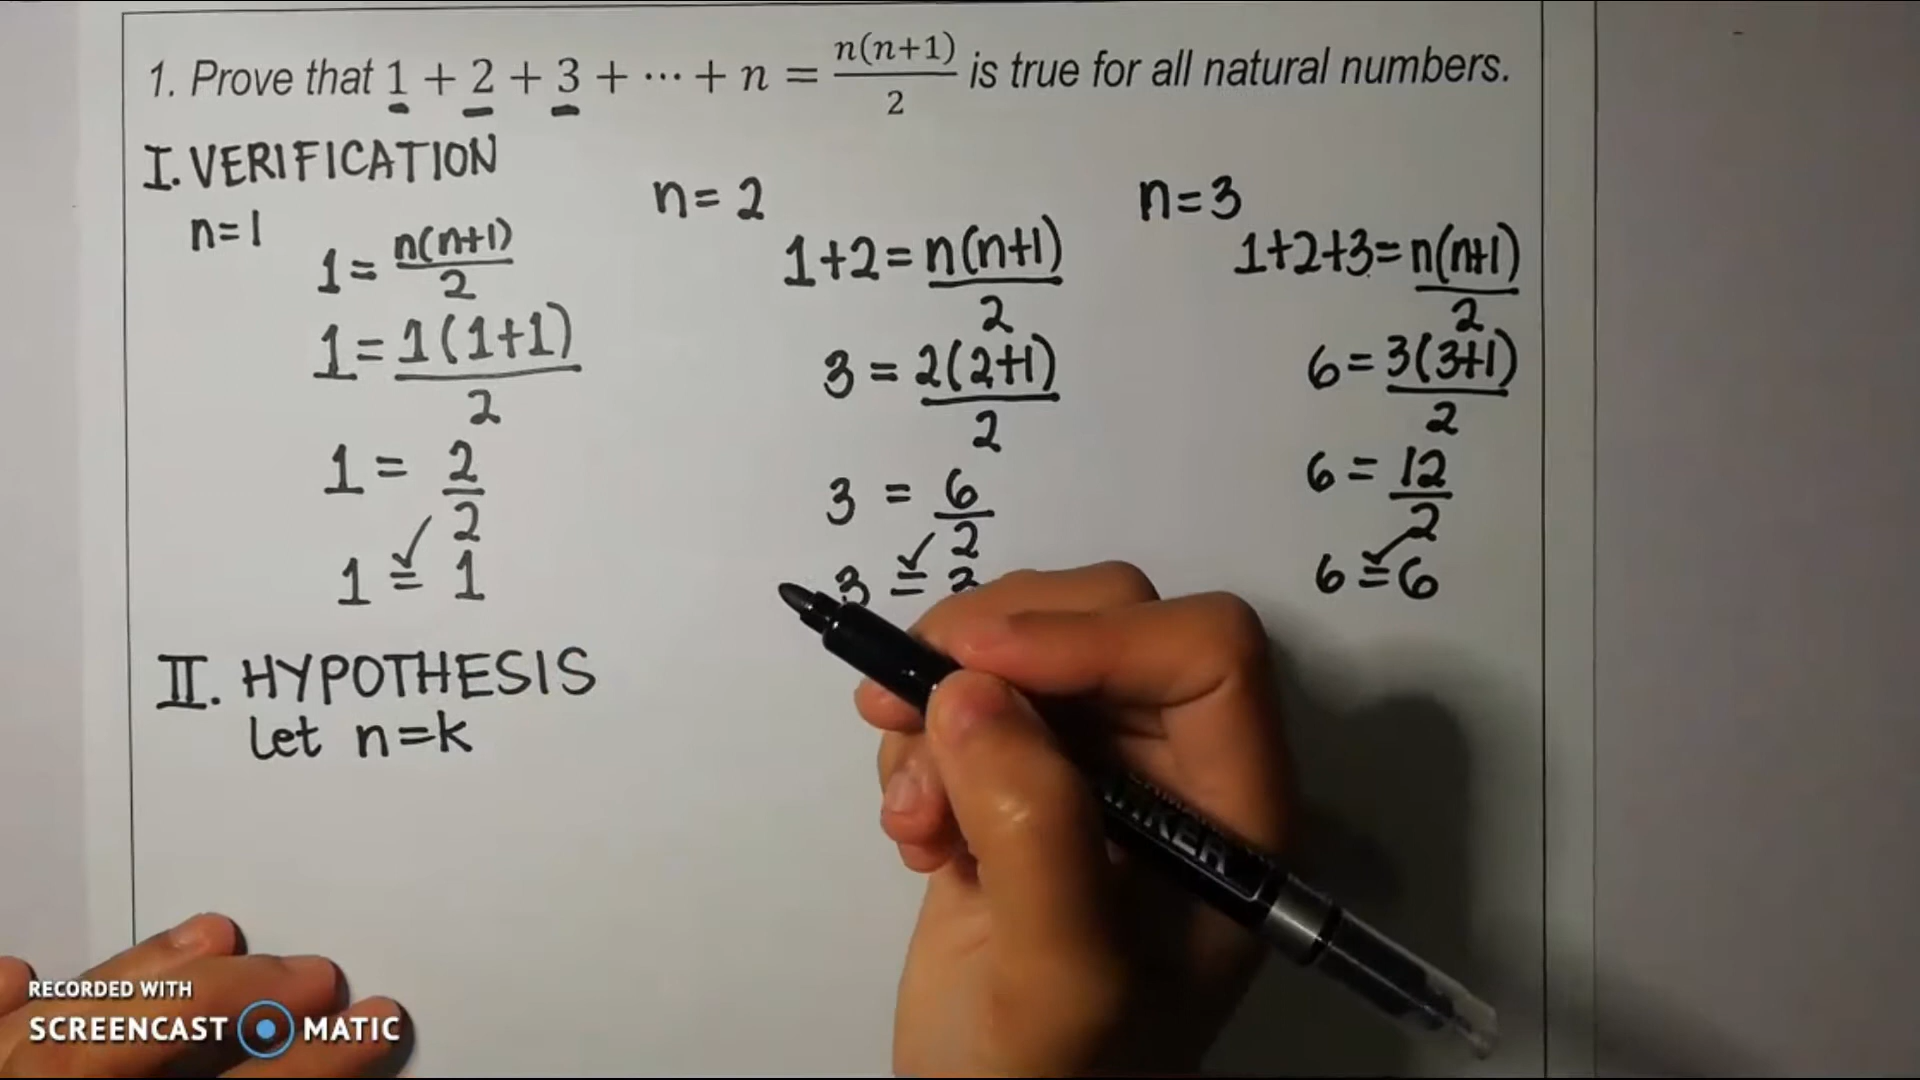 1. Prove that 1 + 2 + 3 + ⋯ + n = n(n+1)/2 is true for all natural numbers.
I. VERIFICATION
n=1
1 = n(n+1)/2
1 = 1(1+1)/2
1 = 2/2
1 = 1 ✓
n=2
1+2 = n(n+1)/2
3 = 2(2+1)/2
3 = 6/2
3 = 3 ✓
n=3
1+2+3 = n(n+1)/2
6 = 3(3+1)/2
6 = 12/2
6 = 6 ✓
II. HYPOTHESIS
Let n=k
RECORDED WITH
SCREENCAST MATIC